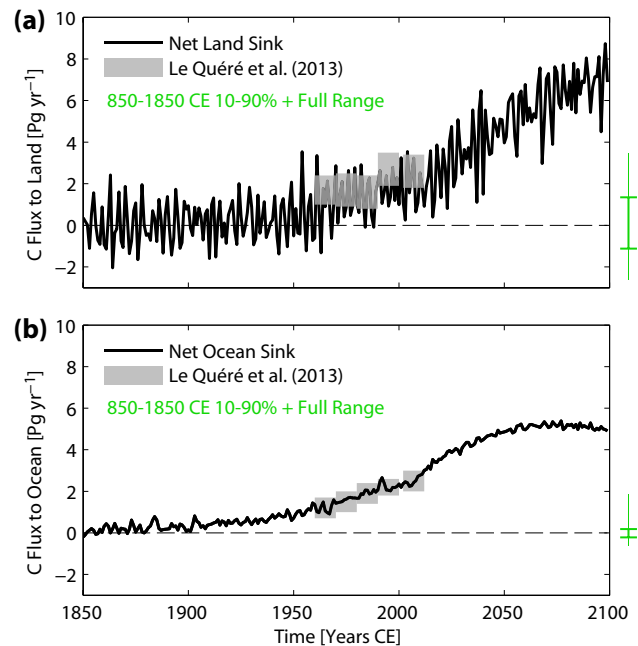 (a)
10
8
6
4
2
0
−2
C Flux to Land [Pg yr−1]
Net Land Sink
Le Quéré et al. (2013)
850-1850 CE 10-90% + Full Range
(b)
10
8
6
4
2
0
−2
C Flux to Ocean [Pg yr−1]
Net Ocean Sink
Le Quéré et al. (2013)
850-1850 CE 10-90% + Full Range
1850 1900 1950 2000 2050 2100
Time [Years CE]